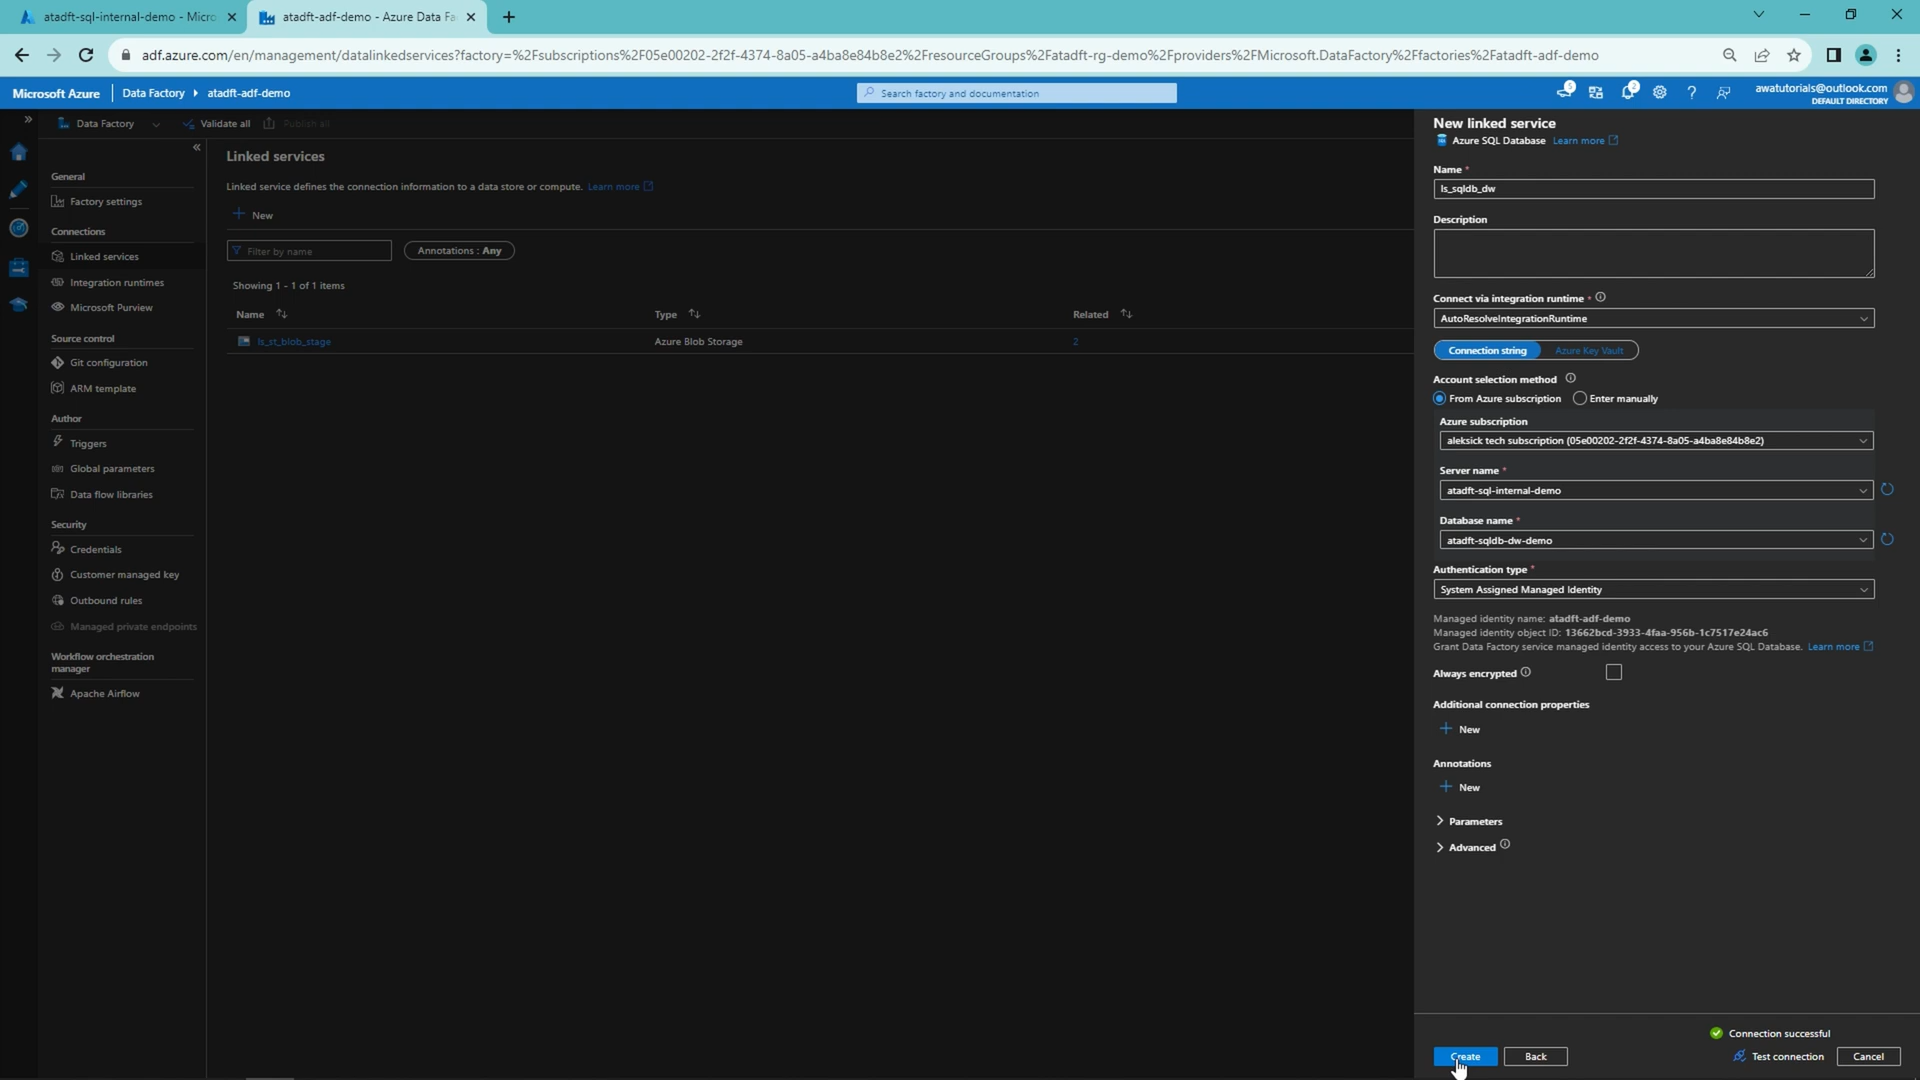 atadft-sql-internal-demo - Micro
atadft-adf-demo - Azure Data Fa
adf.azure.com/en/management/datalinkedservices?factory=%2Fsubscriptions%2F05e00202-2f2f-4374-8a05-a4ba8e84b8e2%2FresourceGroups%2Fatadft-rg-demo%2Fproviders%2FMicrosoft.DataFactory%2Ffactories%2Fatadft-adf-demo
Microsoft Azure
Data Factory
atadft-adf-demo
Search factory and documentation
5
2
awatutorials@outlook.com
DEFAULT DIRECTORY
Data Factory
Validate all
Publish all
General
Factory settings
Connections
Linked services
Integration runtimes
Microsoft Purview
Source control
Git configuration
ARM template
Author
Triggers
Global parameters
Data flow libraries
Security
Credentials
Customer managed key
Outbound rules
Managed private endpoints
Workflow orchestration
manager
Apache Airflow
Linked services
Linked service defines the connection information to a data store or compute. Learn more
New
Filter by name
Annotations : Any
Showing 1 - 1 of 1 items
Name
Type
Related
ls_st_blob_stage
Azure Blob Storage
2
New linked service
Azure SQL Database Learn more
Name *
ls_sqldb_dw
Description
Connect via integration runtime *
AutoResolveIntegrationRuntime
Connection string
Azure Key Vault
Account selection method
From Azure subscription
Enter manually
Azure subscription
aleksick tech subscription (05e00202-2f2f-4374-8a05-a4ba8e84b8e2)
Server name *
atadft-sql-internal-demo
Database name *
atadft-sqldb-dw-demo
Authentication type *
System Assigned Managed Identity
Managed identity name: atadft-adf-demo
Managed identity object ID: 13662bcd-3933-4faa-956b-1c7517e24ac6
Grant Data Factory service managed identity access to your Azure SQL Database. Learn more
Always encrypted
Additional connection properties
New
Annotations
New
Parameters
Advanced
Connection successful
Create
Back
Test connection
Cancel